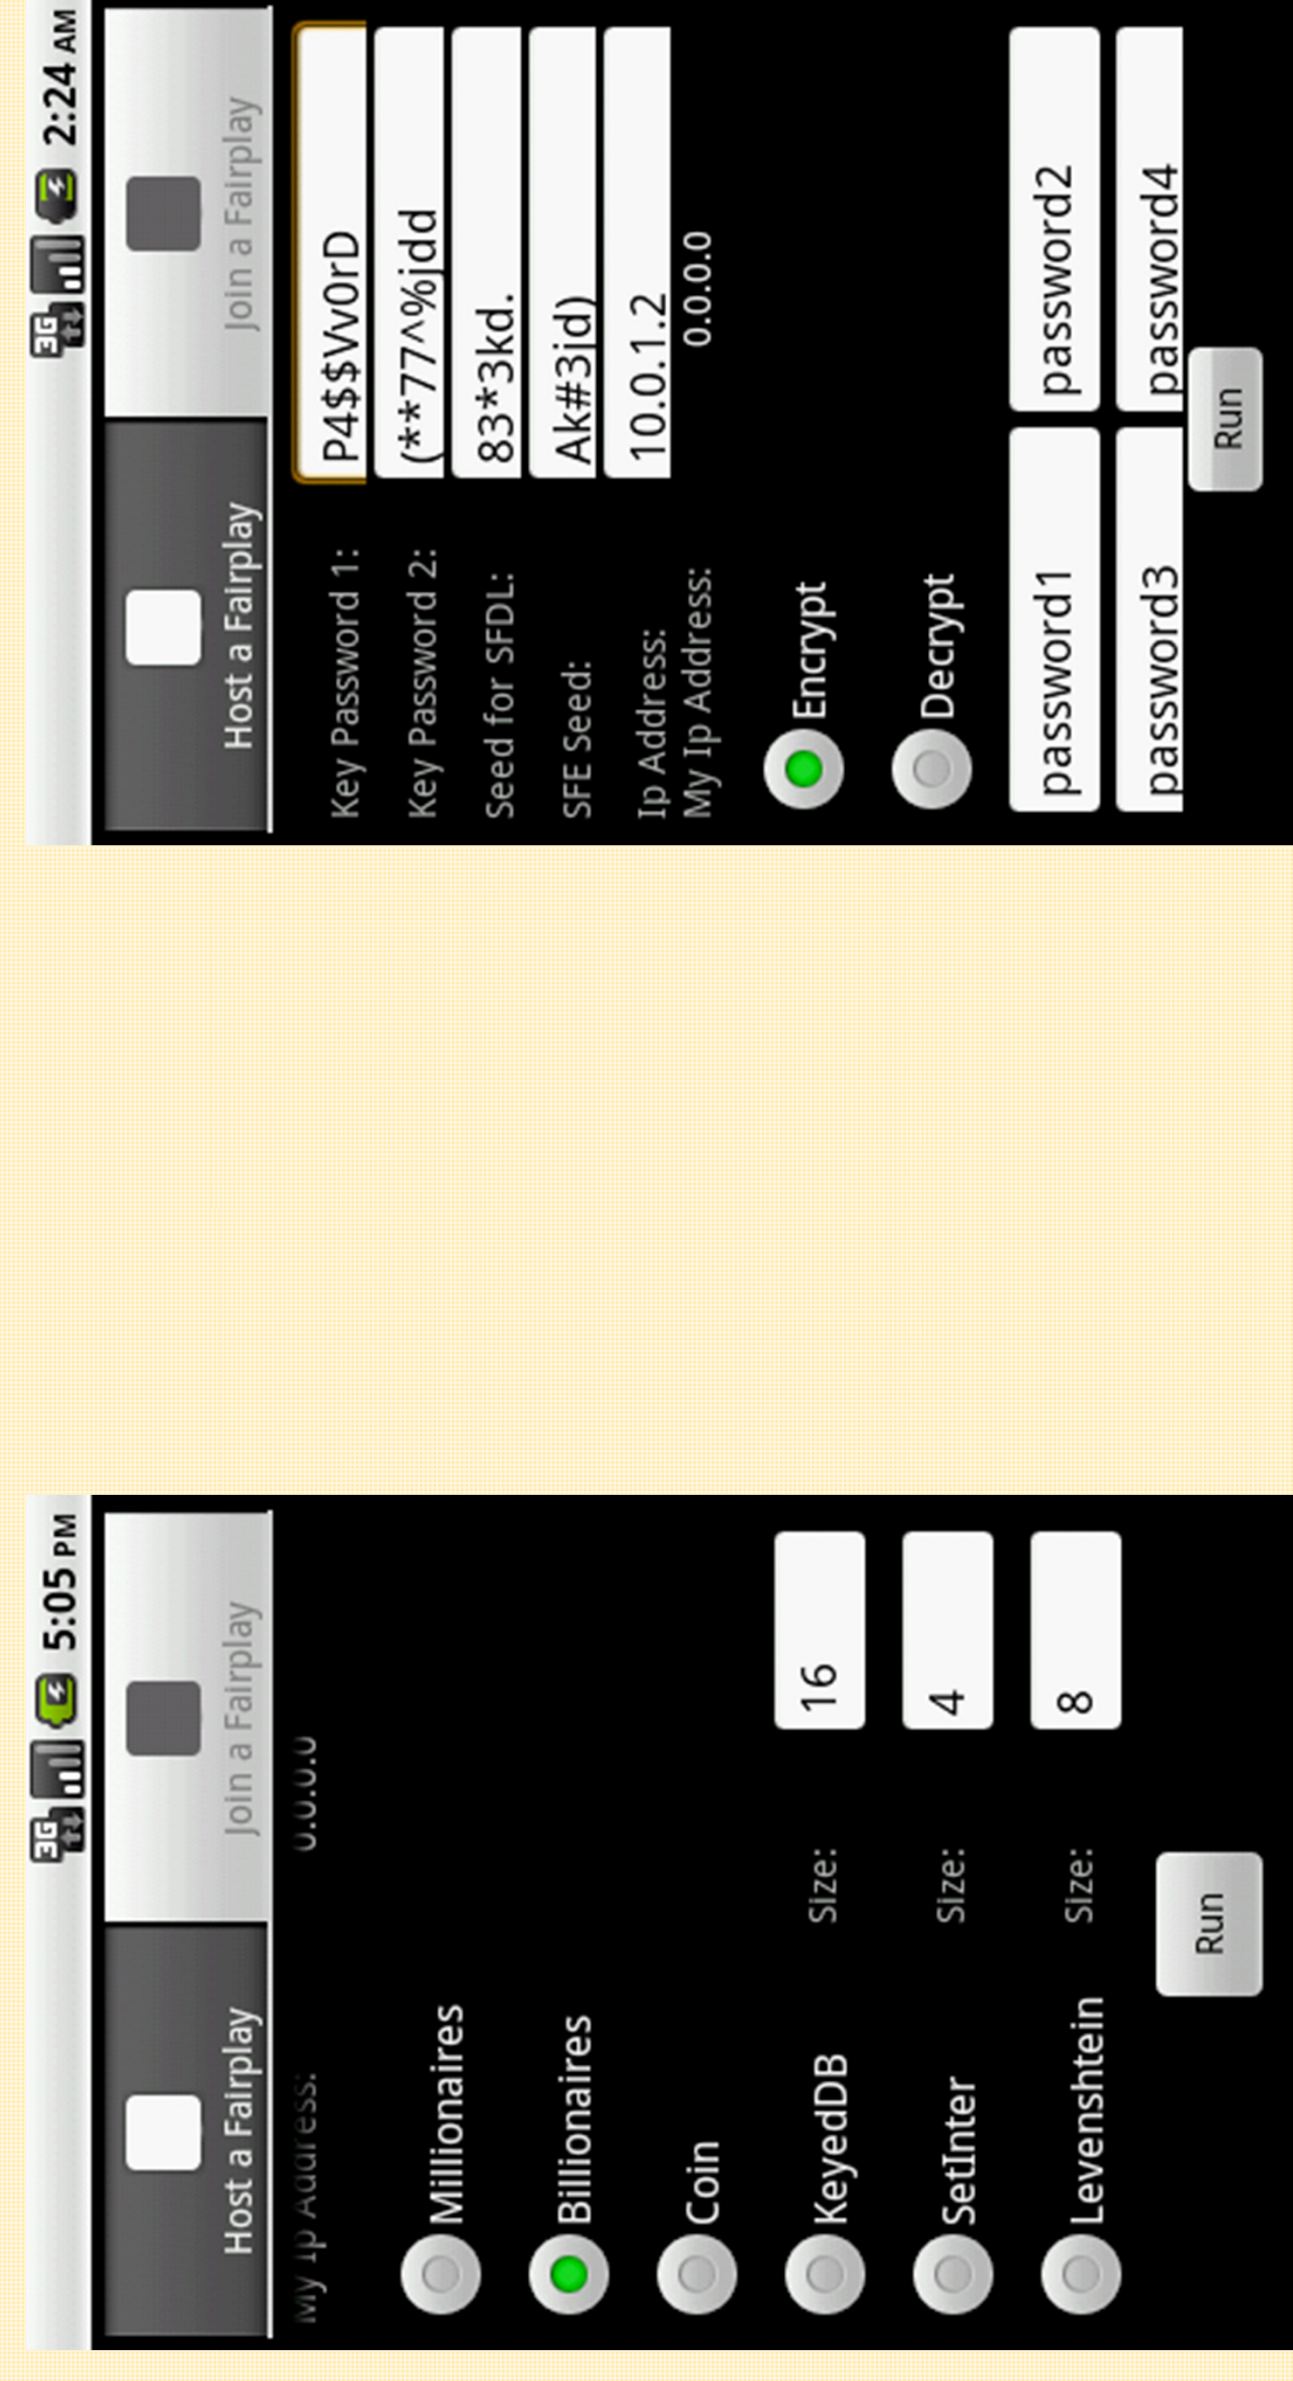 3G 5:05 PM
Host a Fairplay Join a Fairplay
My Ip Address: 0.0.0.0
Millionaires
Billionaires
Coin
KeyedDB Size: 16
SetInter Size: 4
Levenshtein Size: 8
Run
3G 2:24 AM
Host a Fairplay Join a Fairplay
Key Password 1: P4$$Vv0rD
Key Password 2: (**77^%jdd
Seed for SFDL: 83*3kd.
SFE Seed: Ak#3jd)
Ip Address: 10.0.1.2
My Ip Address: 0.0.0.0
Encrypt
Decrypt
password1 password2
password3 password4
Run